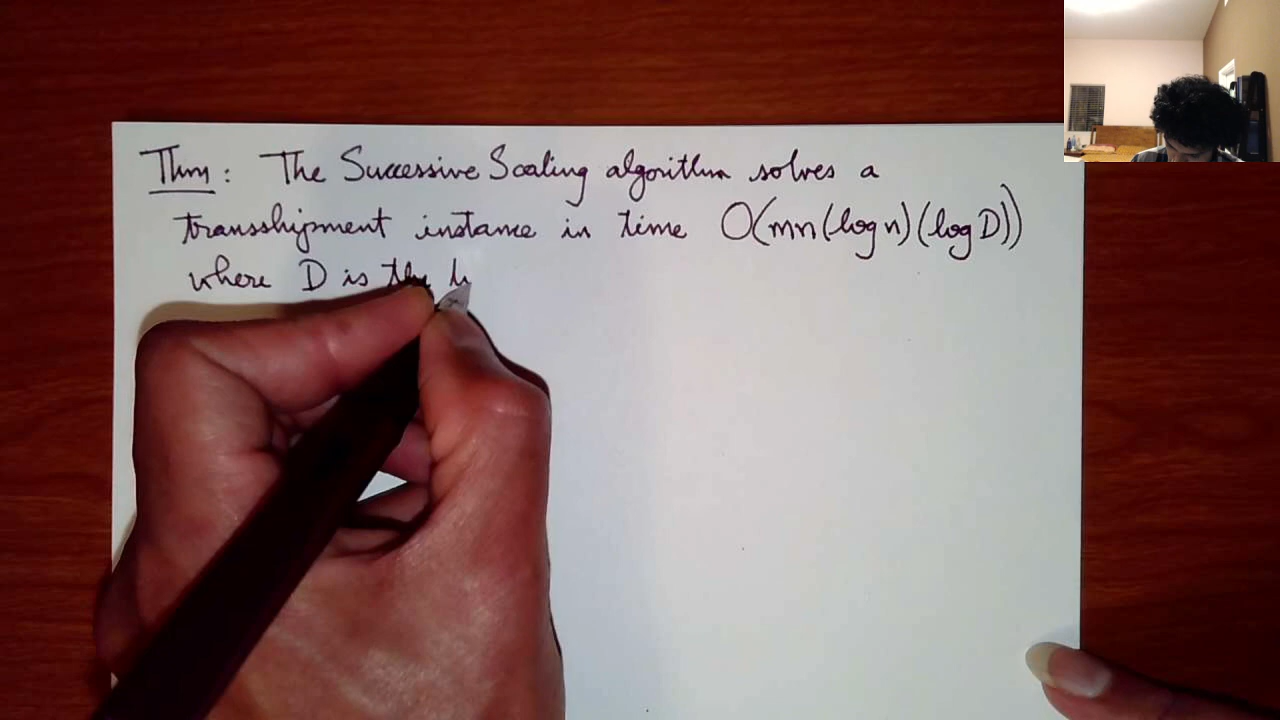 Thm: The Successive Scaling algorithm solves a
transshipment instance in time O(mn(log n)(log D))
where D is the